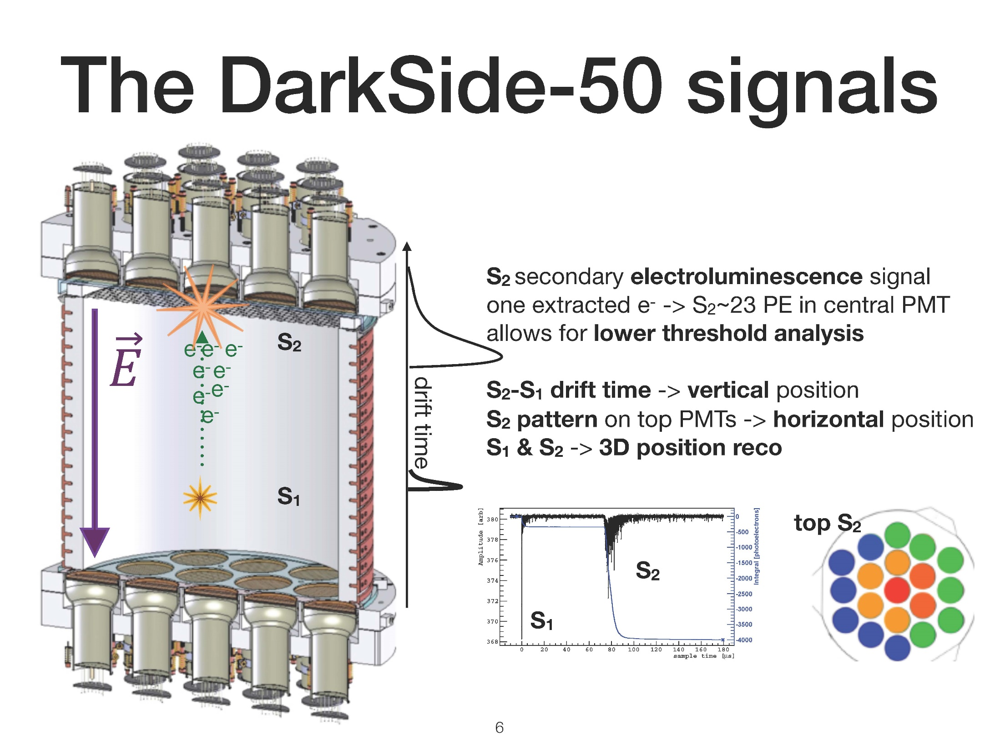 The DarkSide-50 signals
S2 secondary electroluminescence signal
one extracted e- -> S2~23 PE in central PMT
allows for lower threshold analysis
S2-S1 drift time -> vertical position
S2 pattern on top PMTs -> horizontal position
S1 & S2 -> 3D position reco
E
S2
e- e- e-
e- e-
e- e-
e-
S1
drift time
Amplitude [arb]
380
378
376
374
372
370
368
0
20
40
60
80
100
120
140
160
180
sample time [µs]
0
-500
-1000
-1500
-2000
-2500
-3000
-3500
-4000
Integral [photoelectrons]
S1
S2
top S2
6